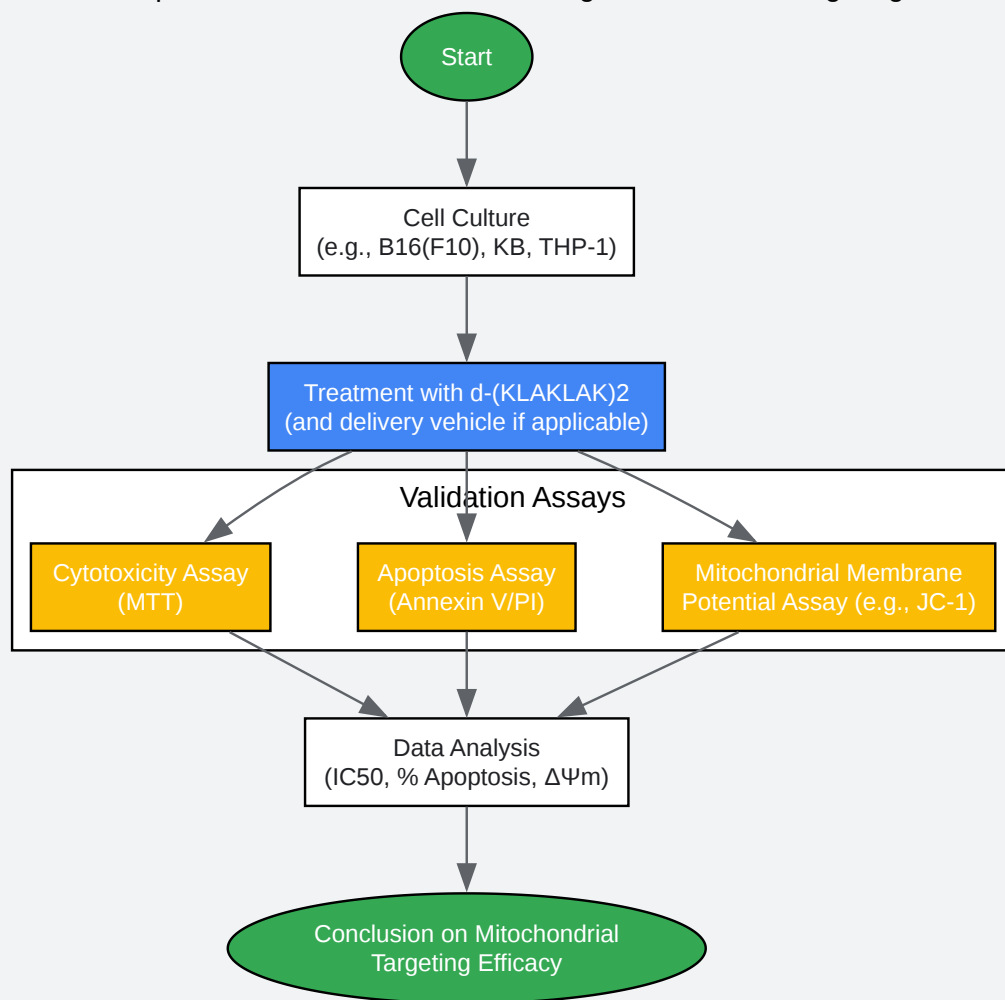 Start
Cell Culture
(e.g., B16(F10), KB, THP-1)
Treatment with d-(KLAKLAK)2
(and delivery vehicle if applicable)
Validation Assays
Cytotoxicity Assay
(MTT)
Apoptosis Assay
(Annexin V/PI)
Mitochondrial Membrane
Potential Assay (e.g., JC-1)
Data Analysis
(IC50, % Apoptosis, ΔΨm)
Conclusion on Mitochondrial
Targeting Efficacy